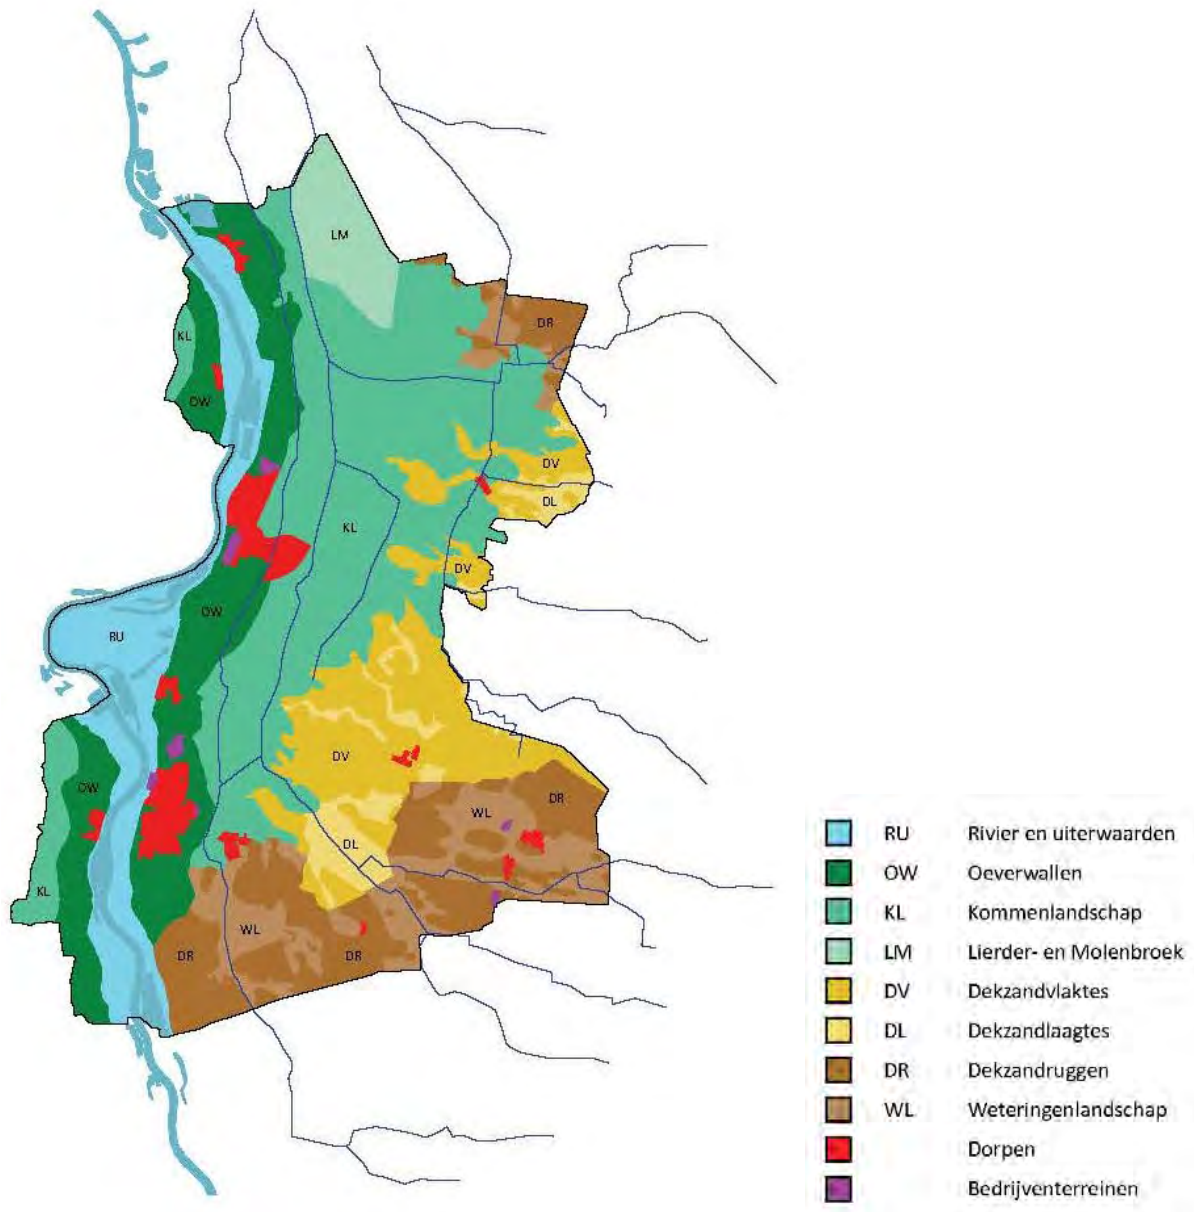 LM
DR
KL
OW
DV
DL
KL
DV
OW
RU
DV
OW
WL
DR
DL
KL
WL
DR
DR
RU Rivier en uiterwaarden
OW Oeverwallen
KL Kommenlandschap
LM Lierder- en Molenbroek
DV Dekzandvlaktes
DL Dekzandlaagtes
DR Dekzandruggen
WL Weteringenlandschap
Dorpen
Bedrijventerreinen